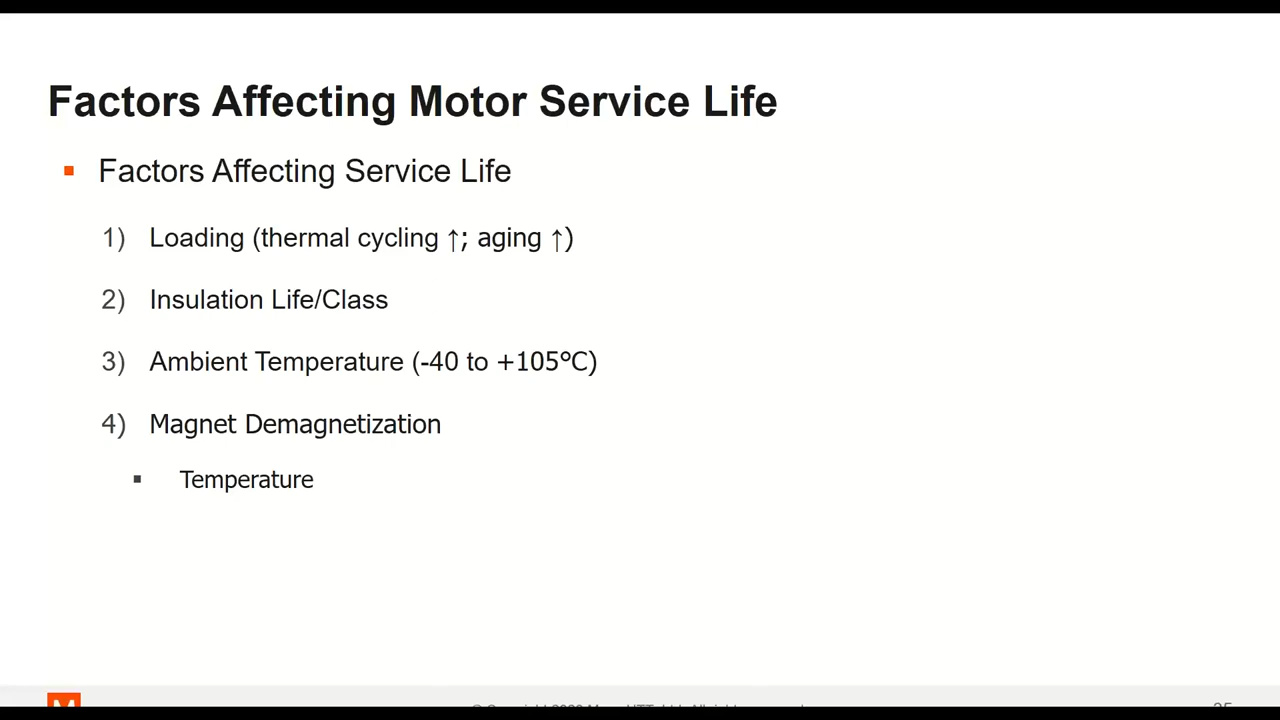 Factors Affecting Motor Service Life
▪ Factors Affecting Service Life
1) Loading (thermal cycling ↑; aging ↑)
2) Insulation Life/Class
3) Ambient Temperature (-40 to +105°C)
4) Magnet Demagnetization
▪ Temperature